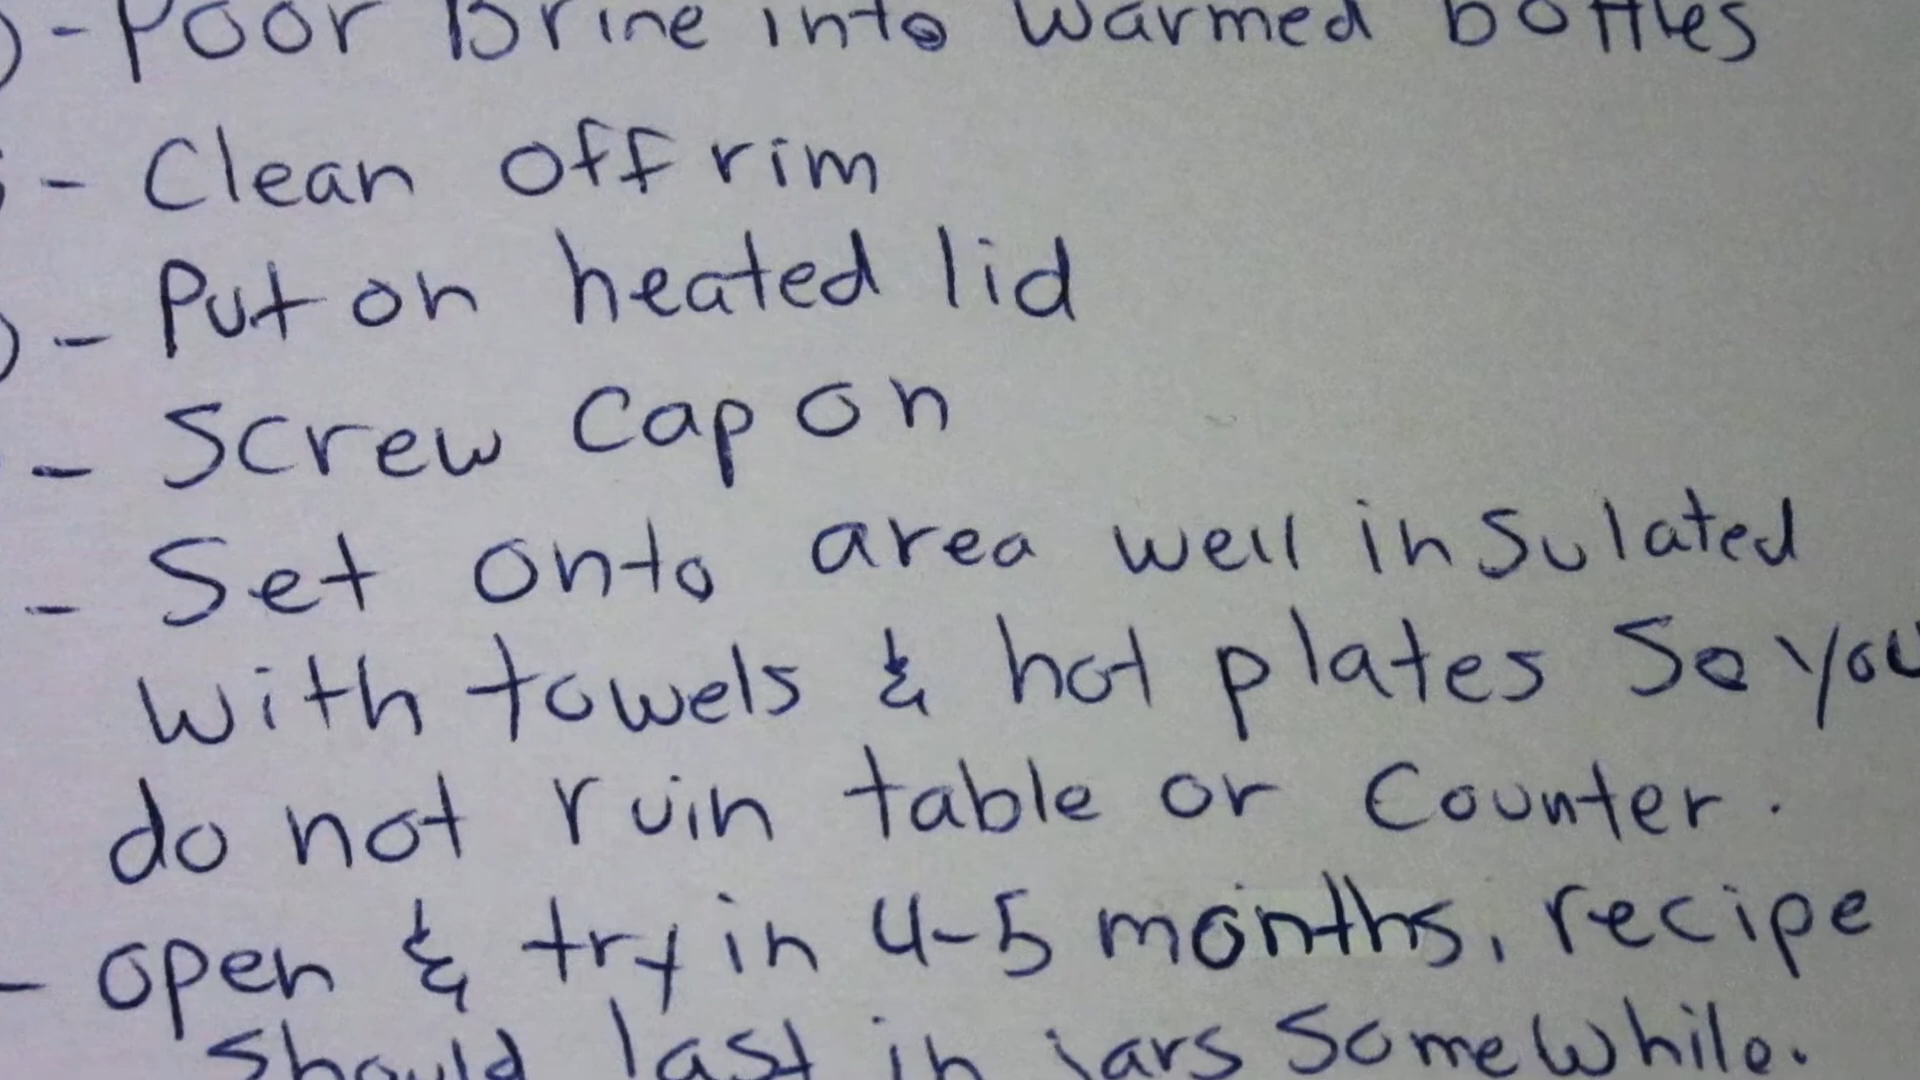 - Poor Brine into warmed bottles
- Clean off rim
- Put on heated lid
- Screw cap on
- Set onto area well insulated
with towels & hot plates so you
do not ruin table or counter.
- open & try in 4-5 months, recipe
should last in jars somewhile.